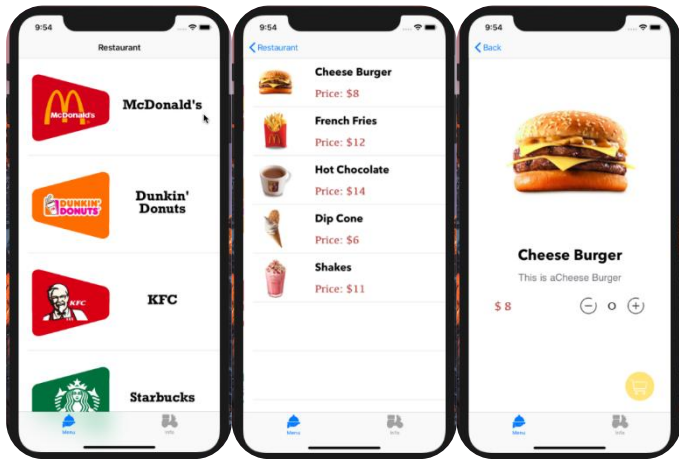 9:54
Restaurant
McDonald's
McDonald's
DUNKIN'
DONUTS
Dunkin'
Donuts
KFC
KFC
Starbucks
Menu
Info
9:54
Restaurant
Cheese Burger
Price: $8
French Fries
Price: $12
Hot Chocolate
Price: $14
Dip Cone
Price: $6
Shakes
Price: $11
Menu
Info
9:54
Back
Cheese Burger
This is aCheese Burger
$ 8
0
Menu
Info